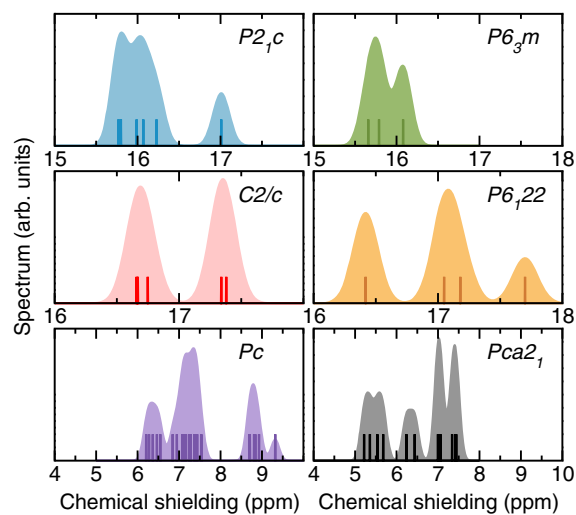 P2₁c
P6₃m
15 16 17
15 16 17 18
C2/c
P6₁22
16 17
16 17 18
Pc
Pca2₁
4 5 6 7 8 9
4 5 6 7 8 9 10
Chemical shielding (ppm)
Chemical shielding (ppm)
Spectrum (arb. units)